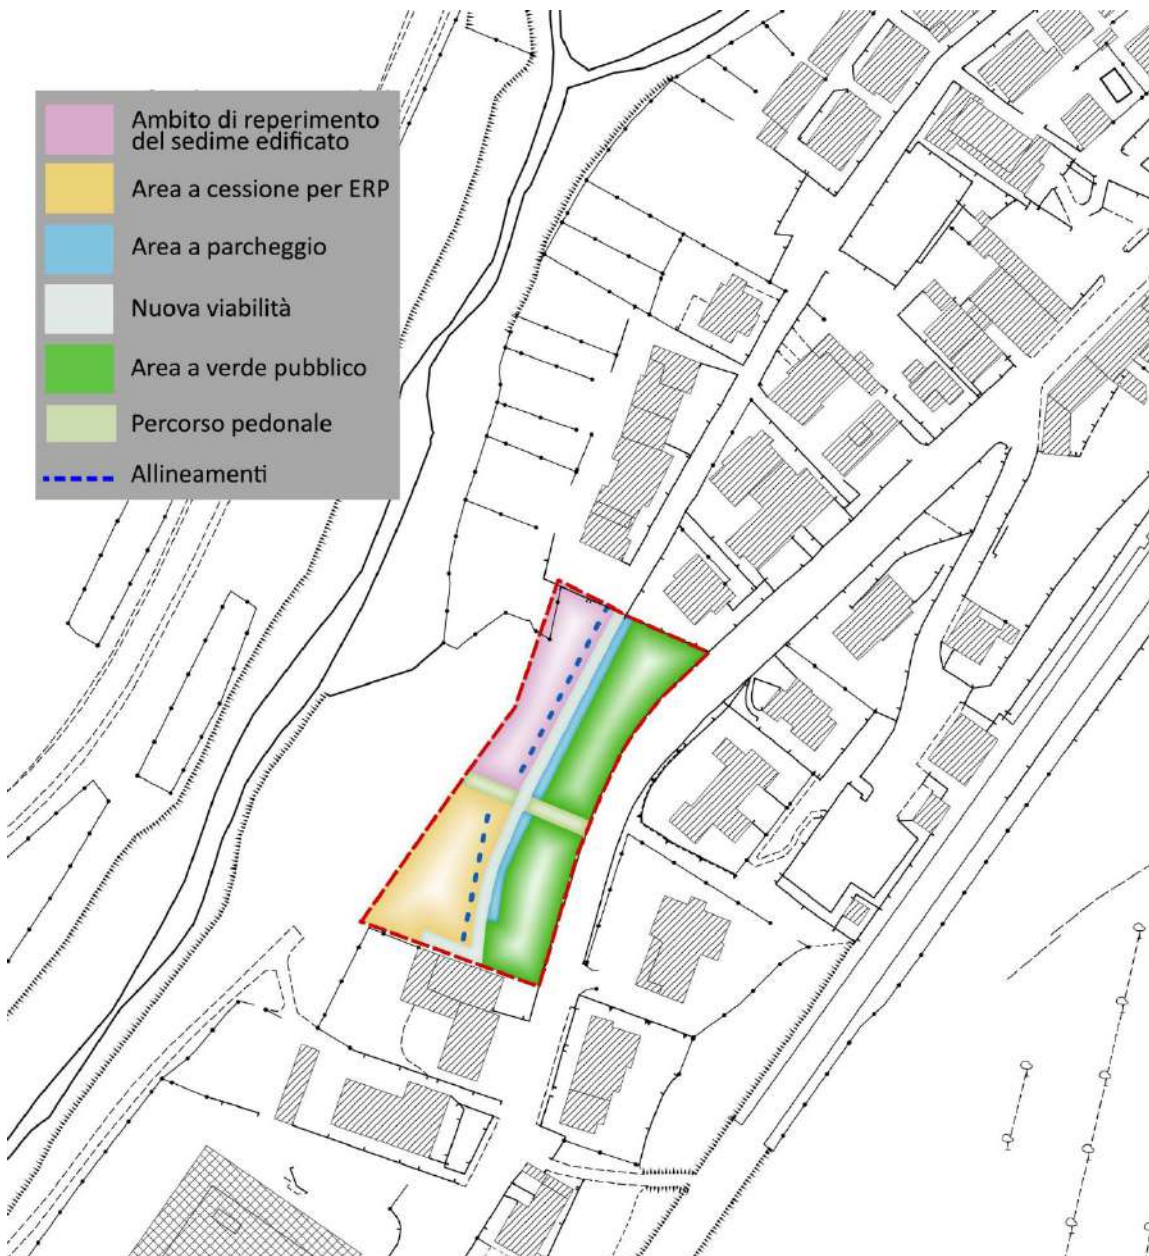 Ambito di reperimento
del sedime edificato
Area a cessione per ERP
Area a parcheggio
Nuova viabilità
Area a verde pubblico
Percorso pedonale
Allineamenti